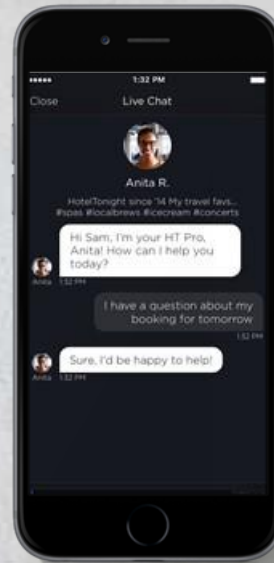 1:32 PM
Close
Live Chat
Anita R.
HotelTonight since '14 My travel favs...
#spas #localbrews #icecream #concerts
Hi Sam, I'm your HT Pro,
Anita! How can I help you
today?
Anita 1:32 PM
I have a question about my
booking for tomorrow
1:32 PM
Sure, I'd be happy to help!
Anita 1:32 PM